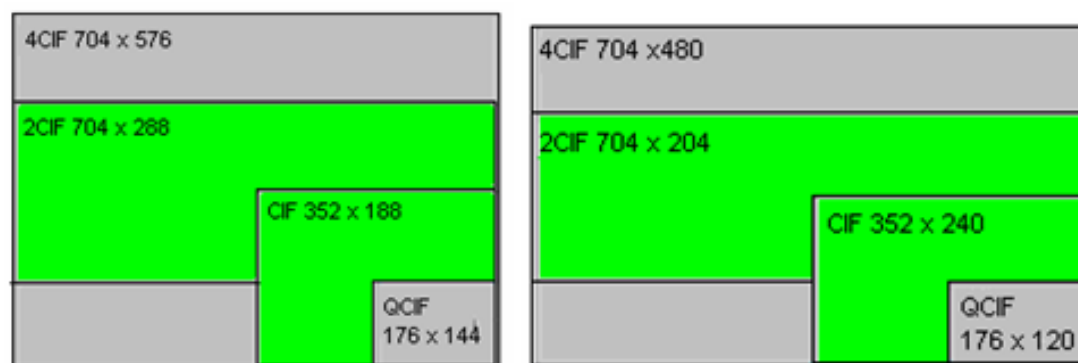 4CIF 704 x 576
2CIF 704 x 288
CIF 352 x 188
QCIF
176 x 144
4CIF 704 x480
2CIF 704 x 204
CIF 352 x 240
QCIF
176 x 120